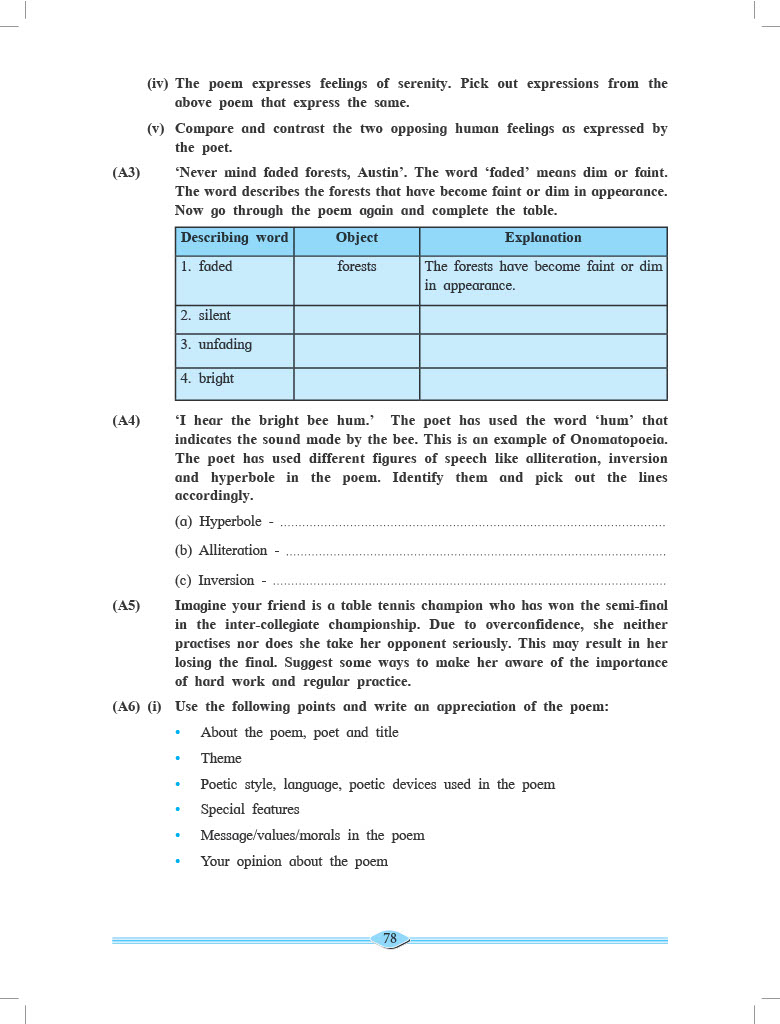 (iv) The poem expresses feelings of serenity. Pick out expressions from the
above poem that express the same.
(v) Compare and contrast the two opposing human feelings as expressed by
the poet.
(A3) ‘Never mind faded forests, Austin’. The word ‘faded’ means dim or faint.
The word describes the forests that have become faint or dim in appearance.
Now go through the poem again and complete the table.
Describing word Object Explanation
1. faded forests The forests have become faint or dim
in appearance.
2. silent
3. unfading
4. bright
(A4) ‘I hear the bright bee hum.’ The poet has used the word ‘hum’ that
indicates the sound made by the bee. This is an example of Onomatopoeia.
The poet has used different figures of speech like alliteration, inversion
and hyperbole in the poem. Identify them and pick out the lines
accordingly.
(a) Hyperbole - ..........................................................................................................
(b) Alliteration - ........................................................................................................
(c) Inversion - ...........................................................................................................
(A5) Imagine your friend is a table tennis champion who has won the semi-final
in the inter-collegiate championship. Due to overconfidence, she neither
practises nor does she take her opponent seriously. This may result in her
losing the final. Suggest some ways to make her aware of the importance
of hard work and regular practice.
(A6) (i) Use the following points and write an appreciation of the poem:
• About the poem, poet and title
• Theme
• Poetic style, language, poetic devices used in the poem
• Special features
• Message/values/morals in the poem
• Your opinion about the poem
78